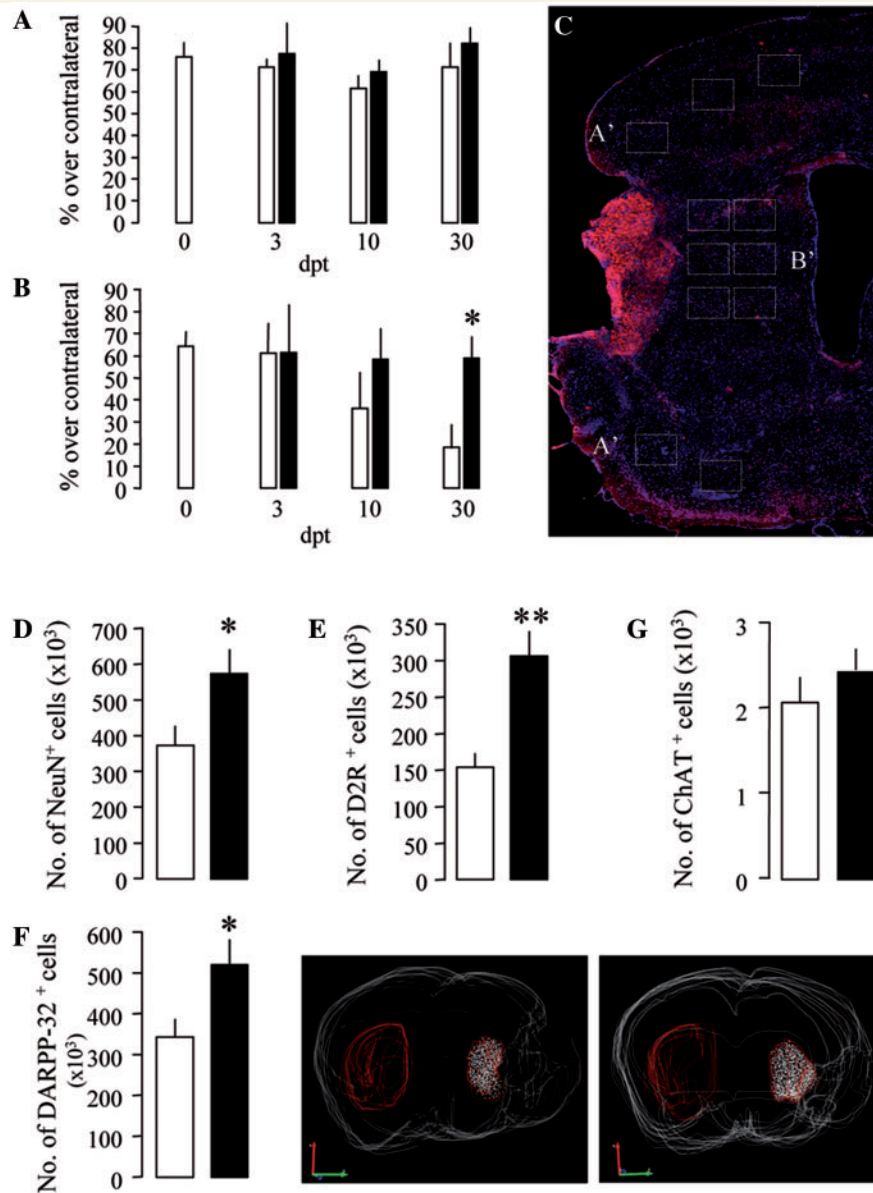 A
% over contralateral
90
80
70
60
50
40
30
20
10
0
0 3 10 30
dpt
B
% over contralateral
90
80
70
60
50
40
30
20
10
0
*
0 3 10 30
dpt
C
A'
B'
A'
D
No. of NeuN⁺ cells (x10³)
700
600
500
400
300
200
100
0
*
E
No. of D2R⁺ cells (x10³)
350
300
250
200
150
100
50
0
**
G
No. of ChAT⁺ cells (x10³)
3
2
1
0
F
No. of DARPP-32⁺ cells
(x10³)
600
500
400
300
200
100
0
*